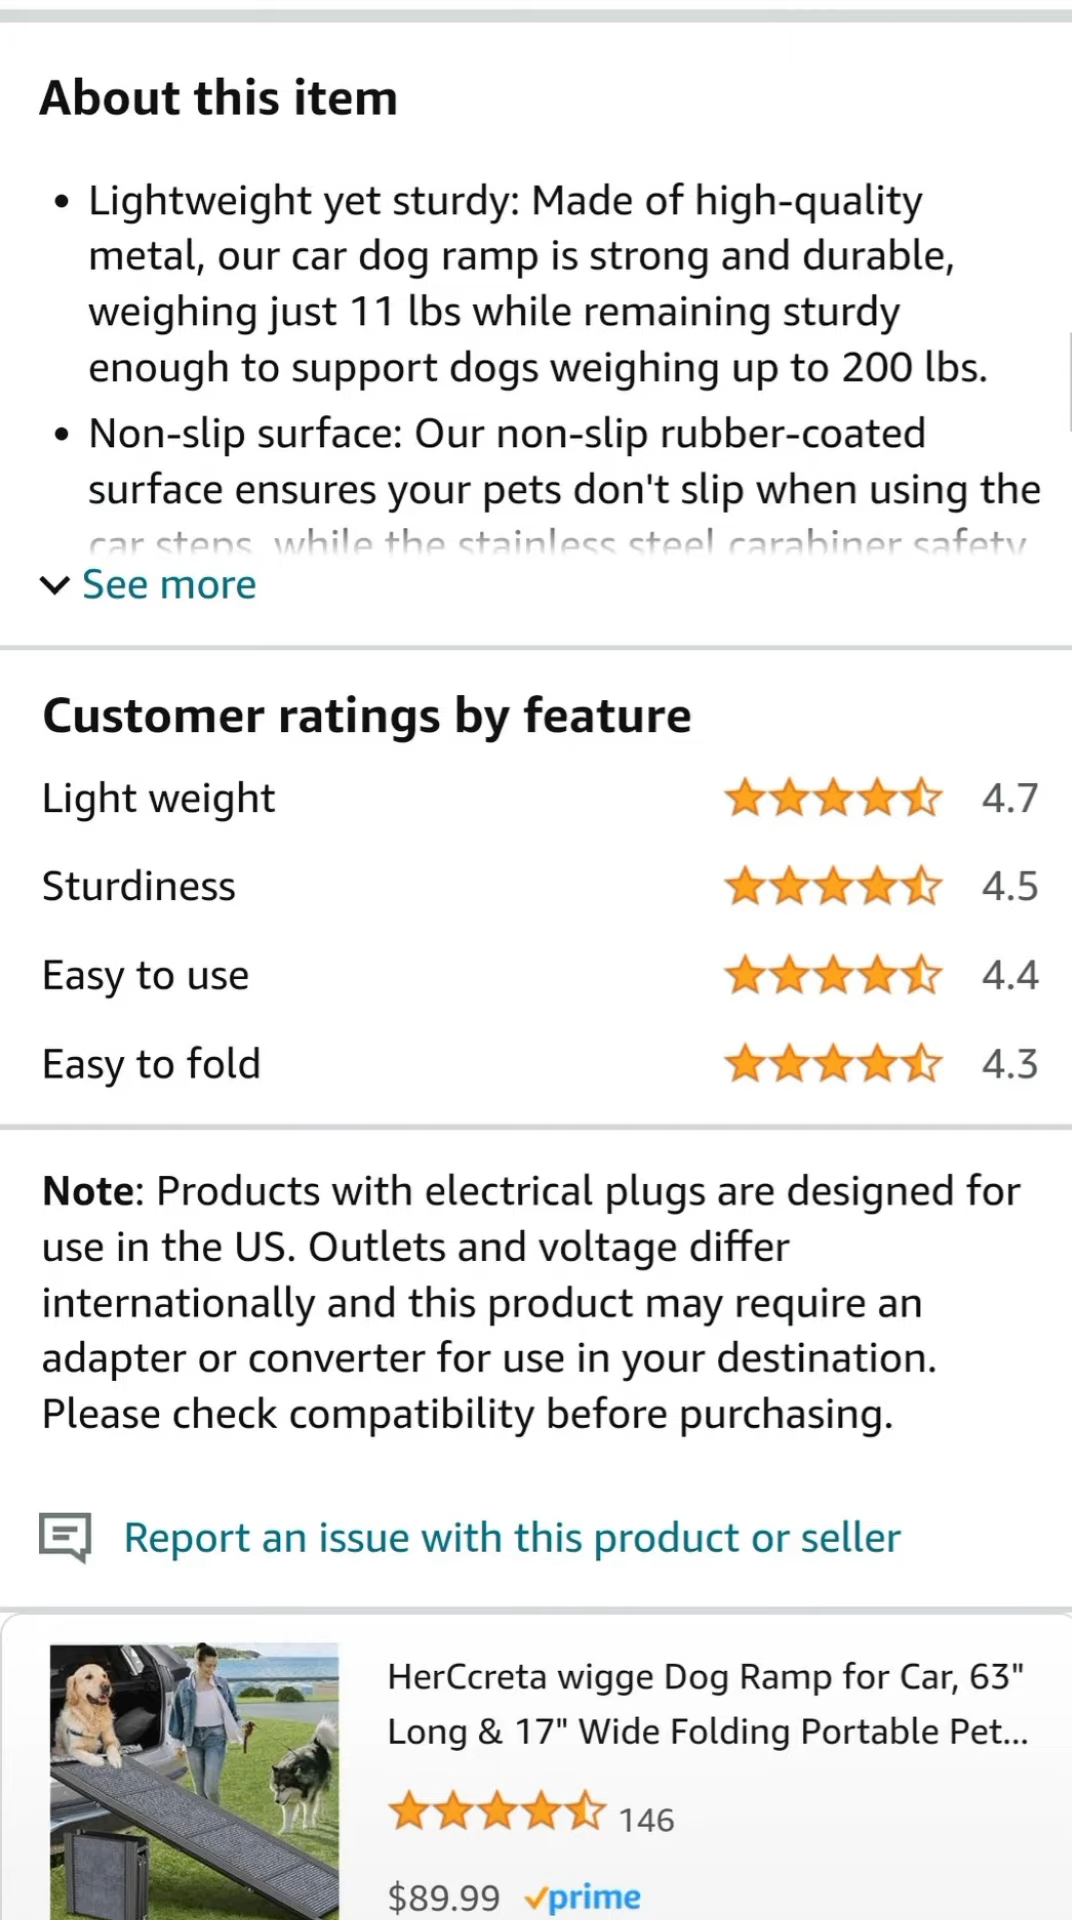 About this item
• Lightweight yet sturdy: Made of high-quality
metal, our car dog ramp is strong and durable,
weighing just 11 lbs while remaining sturdy
enough to support dogs weighing up to 200 lbs.
• Non-slip surface: Our non-slip rubber-coated
surface ensures your pets don't slip when using the
car steps, while the stainless steel carabiner safety
See more
Customer ratings by feature
Light weight 4.7
Sturdiness 4.5
Easy to use 4.4
Easy to fold 4.3
Note: Products with electrical plugs are designed for
use in the US. Outlets and voltage differ
internationally and this product may require an
adapter or converter for use in your destination.
Please check compatibility before purchasing.
Report an issue with this product or seller
HerCcreta wigge Dog Ramp for Car, 63"
Long & 17" Wide Folding Portable Pet...
146
$89.99 prime